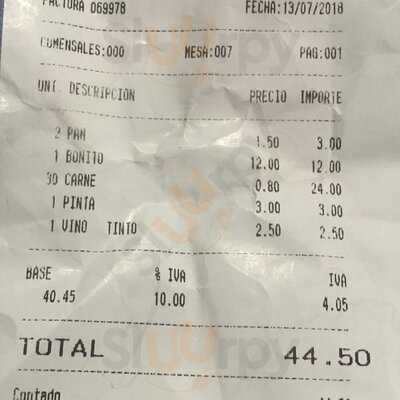 FACTURA 069978 FECHA:13/07/2018
COMENSALES:000 MESA:007 PAG:001
UNI. DESCRIPCION PRECIO IMPORTE
2 PAN 1.50 3.00
1 BONITO 12.00 12.00
30 CARNE 0.80 24.00
1 PINTA 3.00 3.00
1 VINO TINTO 2.50 2.50
BASE % IVA IVA
40.45 10.00 4.05
TOTAL 44.50
Contado
Sluurpy
Sluurpy